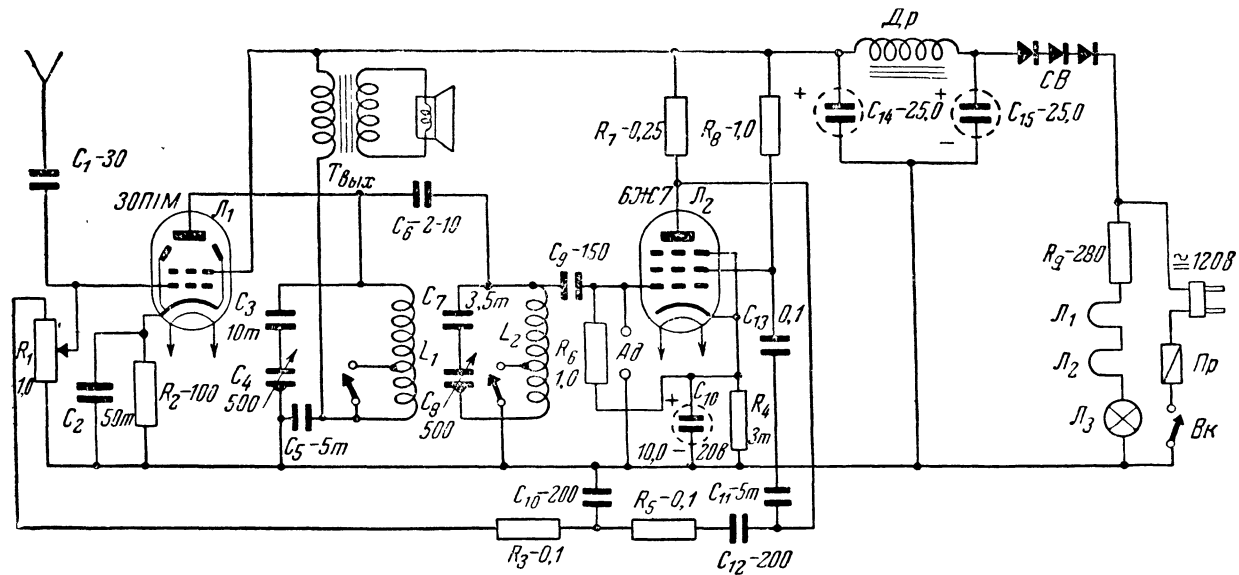 Др
СВ
+
C₁₄-25,0
+
C₁₅-25,0
−
C₁-30
Tвых
R₇-0,25
R₈-1,0
30П1М
Л₁
C₆-2-10
6Ж7
Л₂
R₉-280
≅120В
C₉-150
C₃
10т
C₇
3,5т
L₁
L₂
C₁₃
0,1
R₁
1,0
C₂
50т
R₂-100
C₄
500
C₅-5т
C₈
500
R₆
1,0
Ад
+
C₁₀
10,0
−20в
R₄
3т
Л₁
Л₂
Л₃
Пр
Вк
C₁₀-200
R₅-0,1
C₁₁-5т
R₃-0,1
C₁₂-200